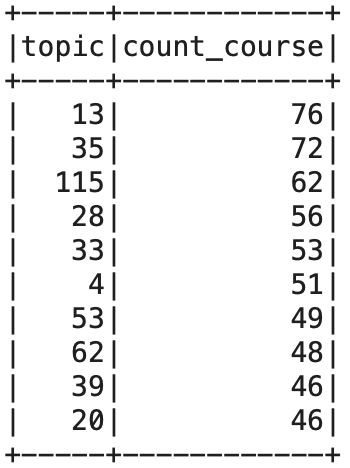 +-----+------------+
|topic|count_course|
+-----+------------+
|   13|          76|
|   35|          72|
|  115|          62|
|   28|          56|
|   33|          53|
|    4|          51|
|   53|          49|
|   62|          48|
|   39|          46|
|   20|          46|
+-----+------------+